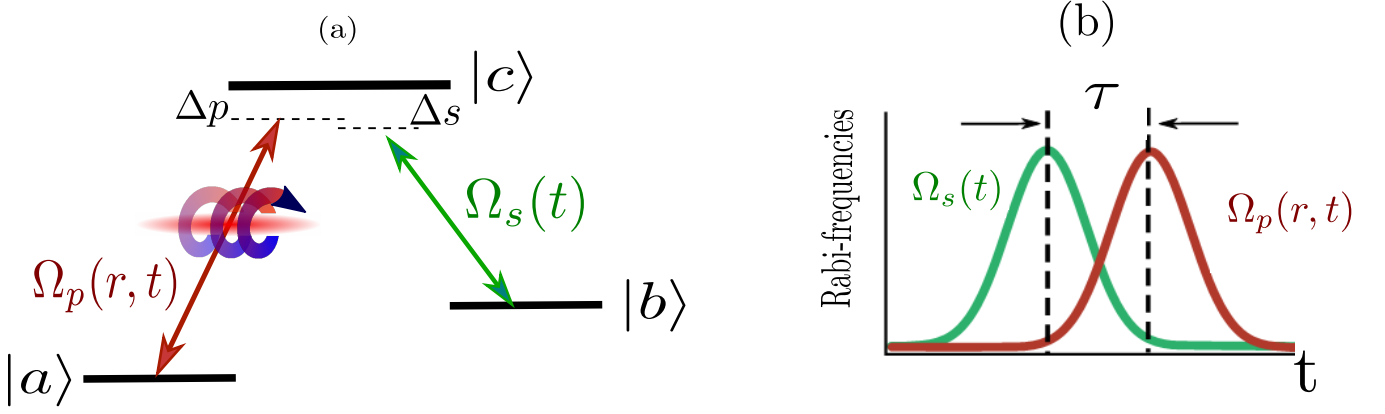 (a)
|c⟩
Δp
Δs
Ωₛ(t)
Ωₚ(r, t)
|b⟩
|a⟩
(b)
τ
Rabi-frequencies
Ωₛ(t)
Ωₚ(r, t)
t